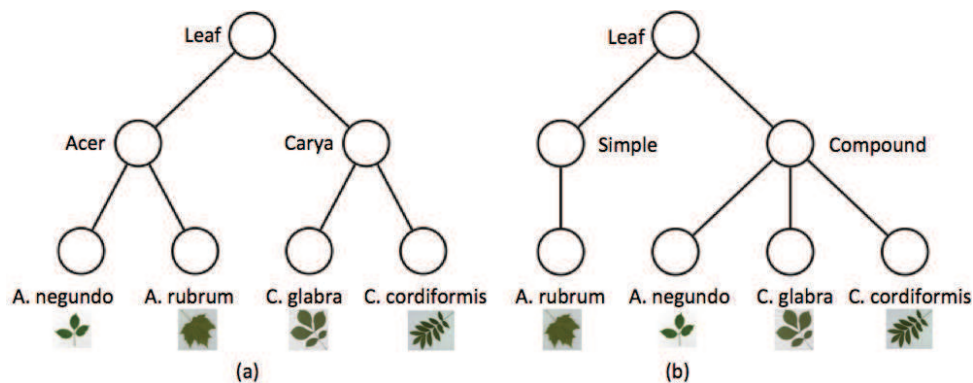 Leaf
Acer
Carya
A. negundo
A. rubrum
C. glabra
C. cordiformis
(a)
Leaf
Simple
Compound
A. rubrum
A. negundo
C. glabra
C. cordiformis
(b)